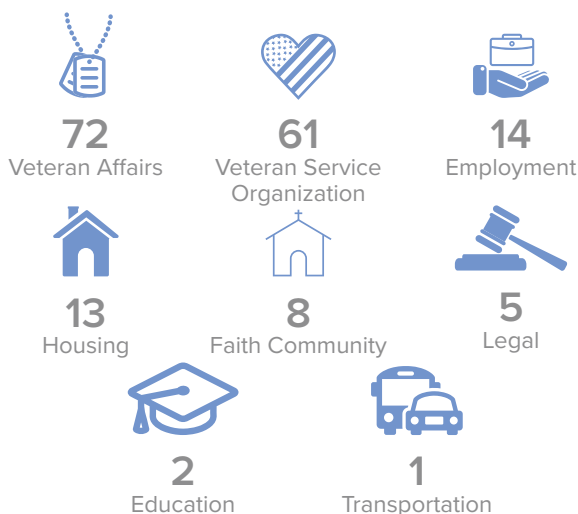 72
Veteran Affairs
61
Veteran Service
Organization
14
Employment
13
Housing
8
Faith Community
5
Legal
2
Education
1
Transportation